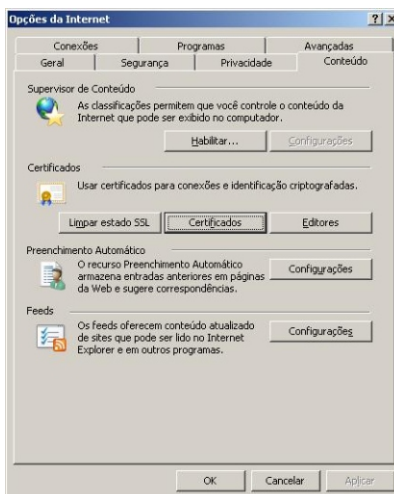 Opções da Internet
Conexões Programas Avançadas
Geral Segurança Privacidade Conteúdo
Supervisor de Conteúdo
As classificações permitem que você controle o conteúdo da
Internet que pode ser exibido no computador.
Habilitar... Configurações
Certificados
Usar certificados para conexões e identificação criptografadas.
Limpar estado SSL Certificados Editores
Preenchimento Automático
O recurso Preenchimento Automático
armazena entradas anteriores em páginas
da Web e sugere correspondências.
Configurações
Feeds
Os feeds oferecem conteúdo atualizado
de sites que pode ser lido no Internet
Explorer e em outros programas.
Configurações
OK Cancelar Aplicar